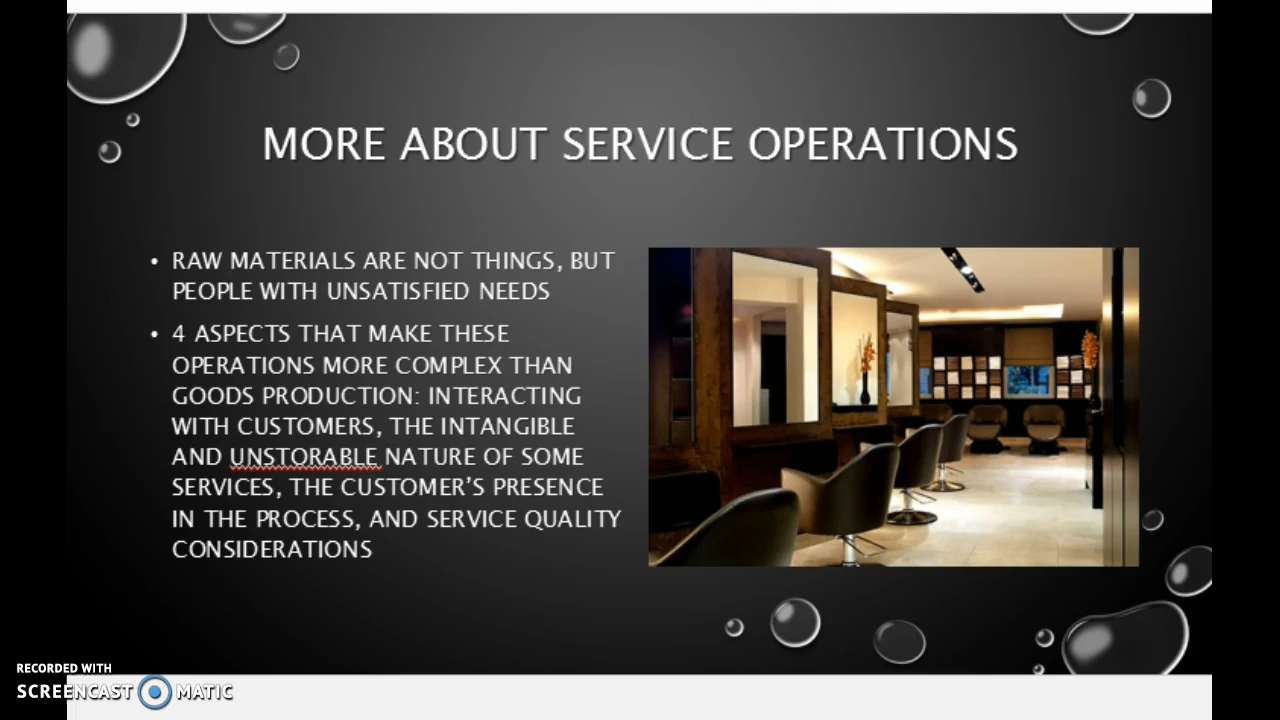 MORE ABOUT SERVICE OPERATIONS
• RAW MATERIALS ARE NOT THINGS, BUT
PEOPLE WITH UNSATISFIED NEEDS
• 4 ASPECTS THAT MAKE THESE
OPERATIONS MORE COMPLEX THAN
GOODS PRODUCTION: INTERACTING
WITH CUSTOMERS, THE INTANGIBLE
AND UNSTORABLE NATURE OF SOME
SERVICES, THE CUSTOMER’S PRESENCE
IN THE PROCESS, AND SERVICE QUALITY
CONSIDERATIONS
RECORDED WITH
SCREENCAST MATIC